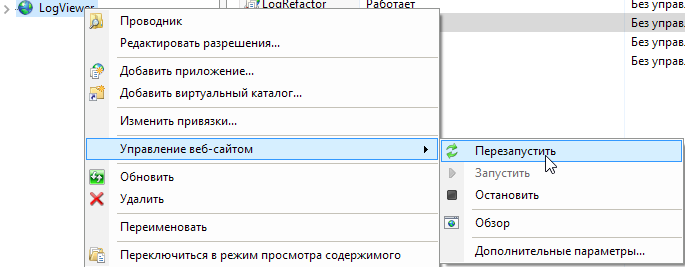 LogViewer
LogRefactor Работает Без управ
Без управ
Без управ
Без управ
Проводник
Редактировать разрешения...
Добавить приложение...
Добавить виртуальный каталог...
Изменить привязки...
Управление веб-сайтом
Обновить
Удалить
Переименовать
Переключиться в режим просмотра содержимого
Перезапустить
Запустить
Остановить
Обзор
Дополнительные параметры...